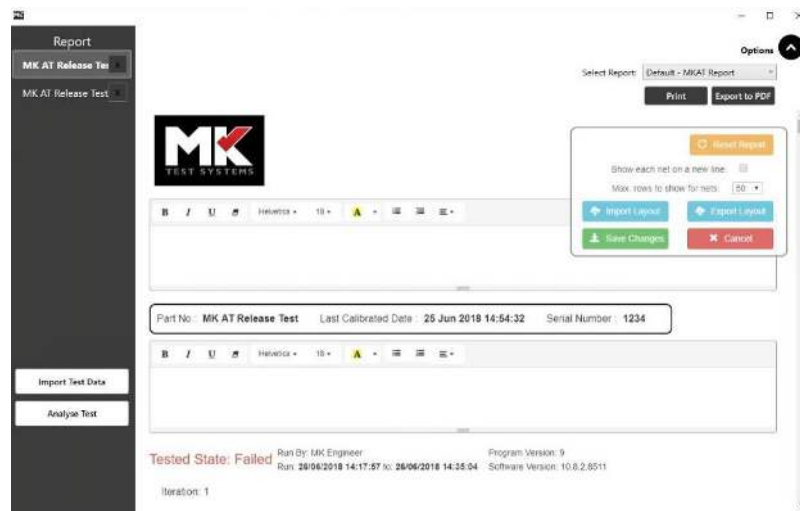 Report
MK AT Release Te
X
MK AT Release Test
X
Import Test Data
Analyse Test
Options
Select Report: Default - MKAT Report
Print
Export to PDF
MK
TEST SYSTEMS
Reset Report
Show each net on a new line:
Max. rows to show for nets: 50
Import Layout
Export Layout
Save Changes
Cancel
B I U Helvetica 18 A
Part No : MK AT Release Test Last Calibrated Date : 25 Jun 2018 14:54:32 Serial Number : 1234
B I U Helvetica 18 A
Tested State: Failed
Run By: MK Engineer
Run: 26/06/2018 14:17:57 to: 26/06/2018 14:35:04
Program Version: 9
Software Version: 10.8.2.8511
Iteration: 1